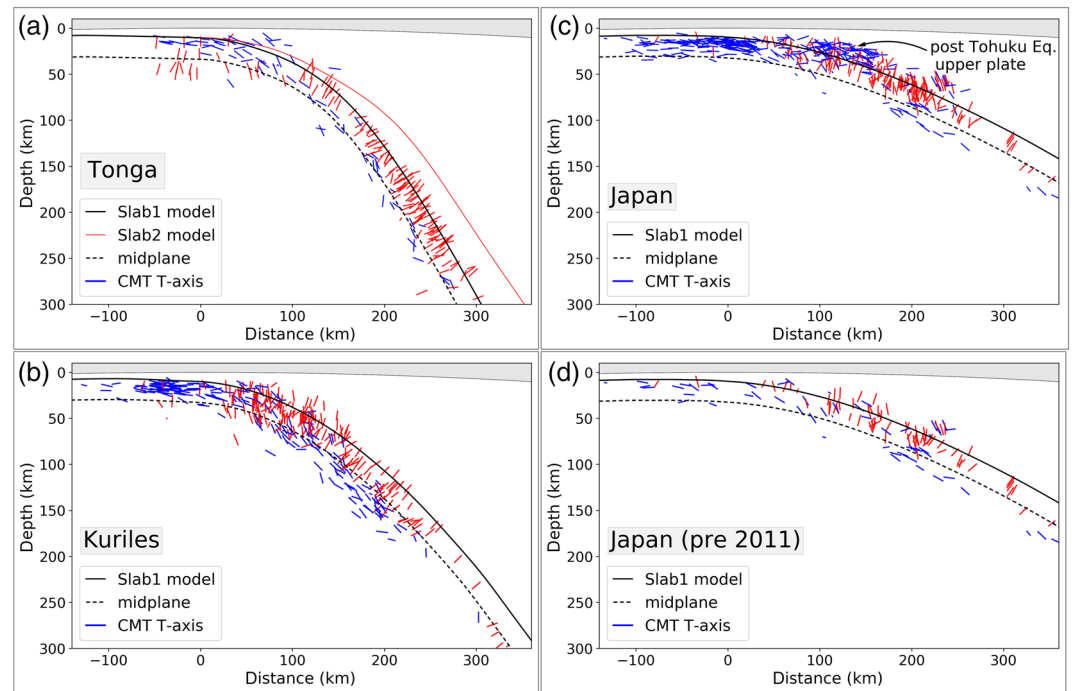 (a)
0
50
100
150
200
250
300
Depth (km)
Tonga
Slab1 model
Slab2 model
midplane
CMT T-axis
−100 0 100 200 300
Distance (km)
(c)
0
50
100
150
200
250
300
Depth (km)
post Tohuku Eq.
upper plate
Japan
Slab1 model
midplane
CMT T-axis
−100 0 100 200 300
Distance (km)
(b)
0
50
100
150
200
250
300
Depth (km)
Kuriles
Slab1 model
midplane
CMT T-axis
−100 0 100 200 300
Distance (km)
(d)
0
50
100
150
200
250
300
Depth (km)
Japan (pre 2011)
Slab1 model
midplane
CMT T-axis
−100 0 100 200 300
Distance (km)